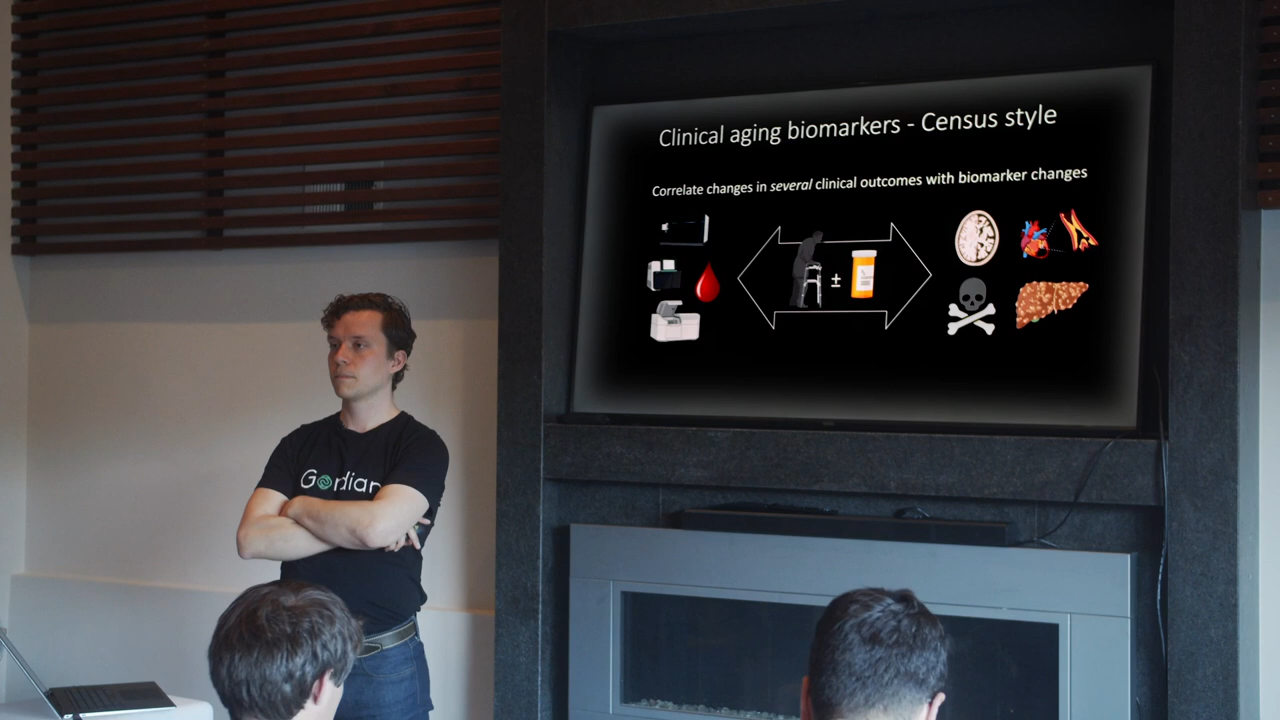 Clinical aging biomarkers - Census style
Correlate changes in several clinical outcomes with biomarker changes
±
Gordian